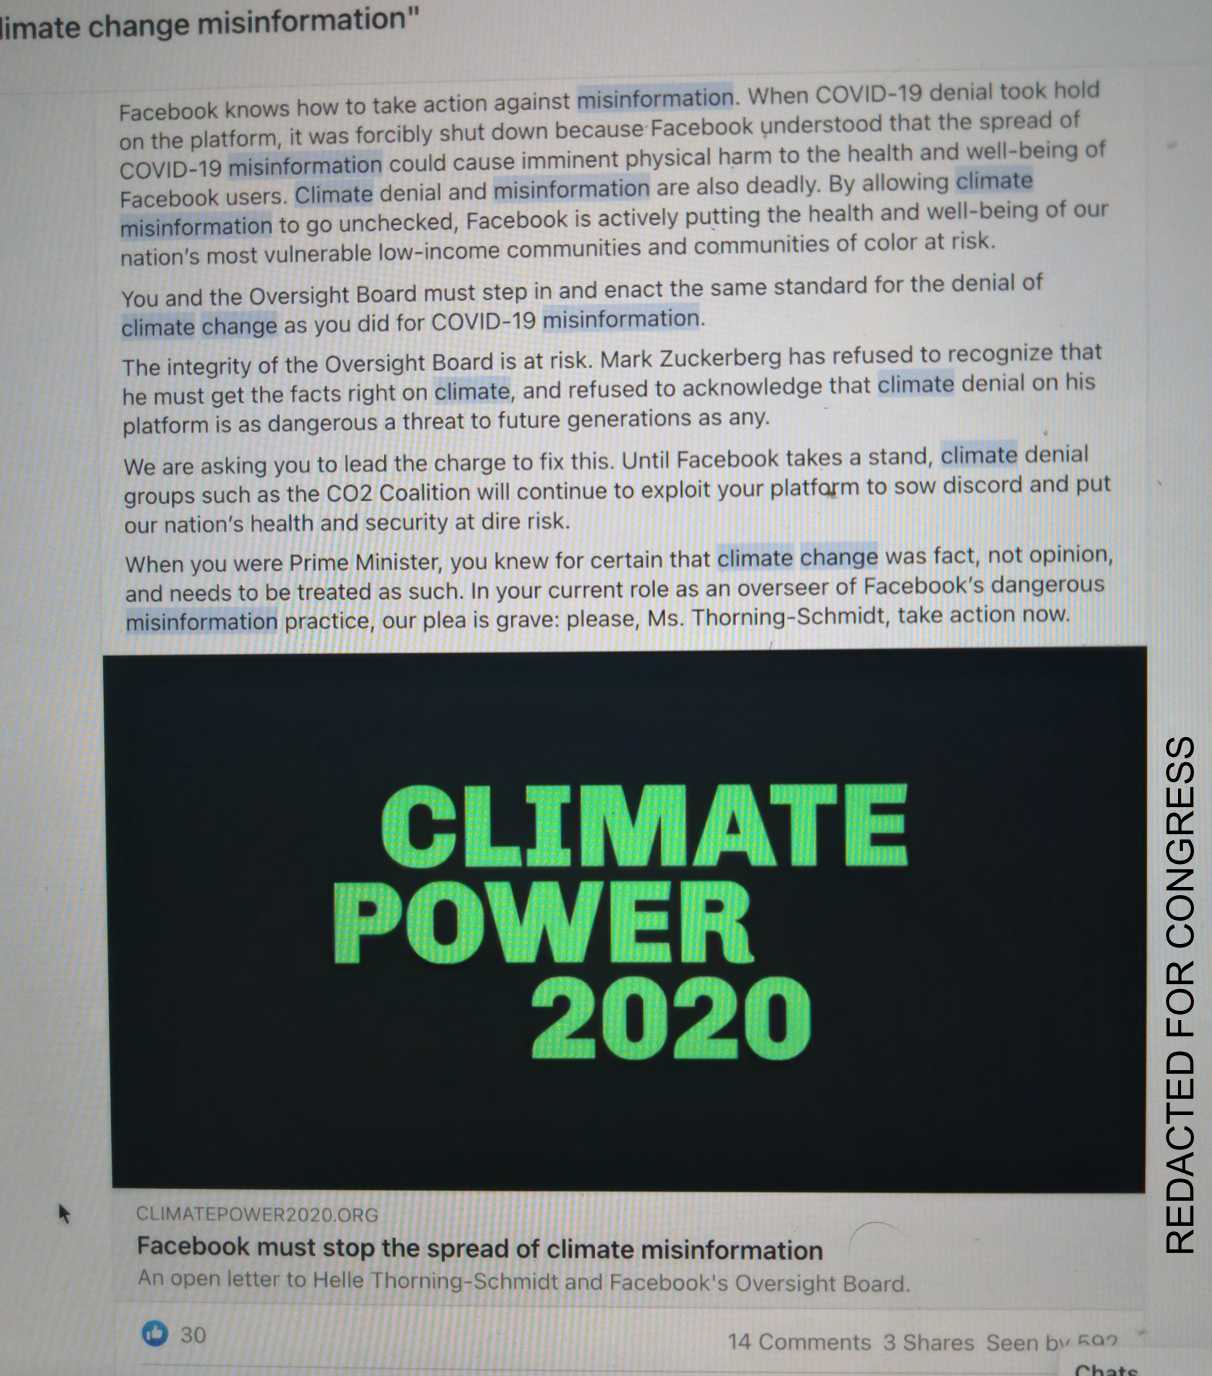 limate change misinformation"
Facebook knows how to take action against misinformation. When COVID-19 denial took hold
on the platform, it was forcibly shut down because Facebook understood that the spread of
COVID-19 misinformation could cause imminent physical harm to the health and well-being of
Facebook users. Climate denial and misinformation are also deadly. By allowing climate
misinformation to go unchecked, Facebook is actively putting the health and well-being of our
nation's most vulnerable low-income communities and communities of color at risk.
You and the Oversight Board must step in and enact the same standard for the denial of
climate change as you did for COVID-19 misinformation.
The integrity of the Oversight Board is at risk. Mark Zuckerberg has refused to recognize that
he must get the facts right on climate, and refused to acknowledge that climate denial on his
platform is as dangerous a threat to future generations as any.
We are asking you to lead the charge to fix this. Until Facebook takes a stand, climate denial
groups such as the CO2 Coalition will continue to exploit your platform to sow discord and put
our nation's health and security at dire risk.
When you were Prime Minister, you knew for certain that climate change was fact, not opinion,
and needs to be treated as such. In your current role as an overseer of Facebook's dangerous
misinformation practice, our plea is grave: please, Ms. Thorning-Schmidt, take action now.
CLIMATE
POWER
2020
CLIMATEPOWER2020.ORG
Facebook must stop the spread of climate misinformation
An open letter to Helle Thorning-Schmidt and Facebook's Oversight Board.
30
14 Comments 3 Shares Seen by 592
Chats
REDACTED FOR CONGRESS